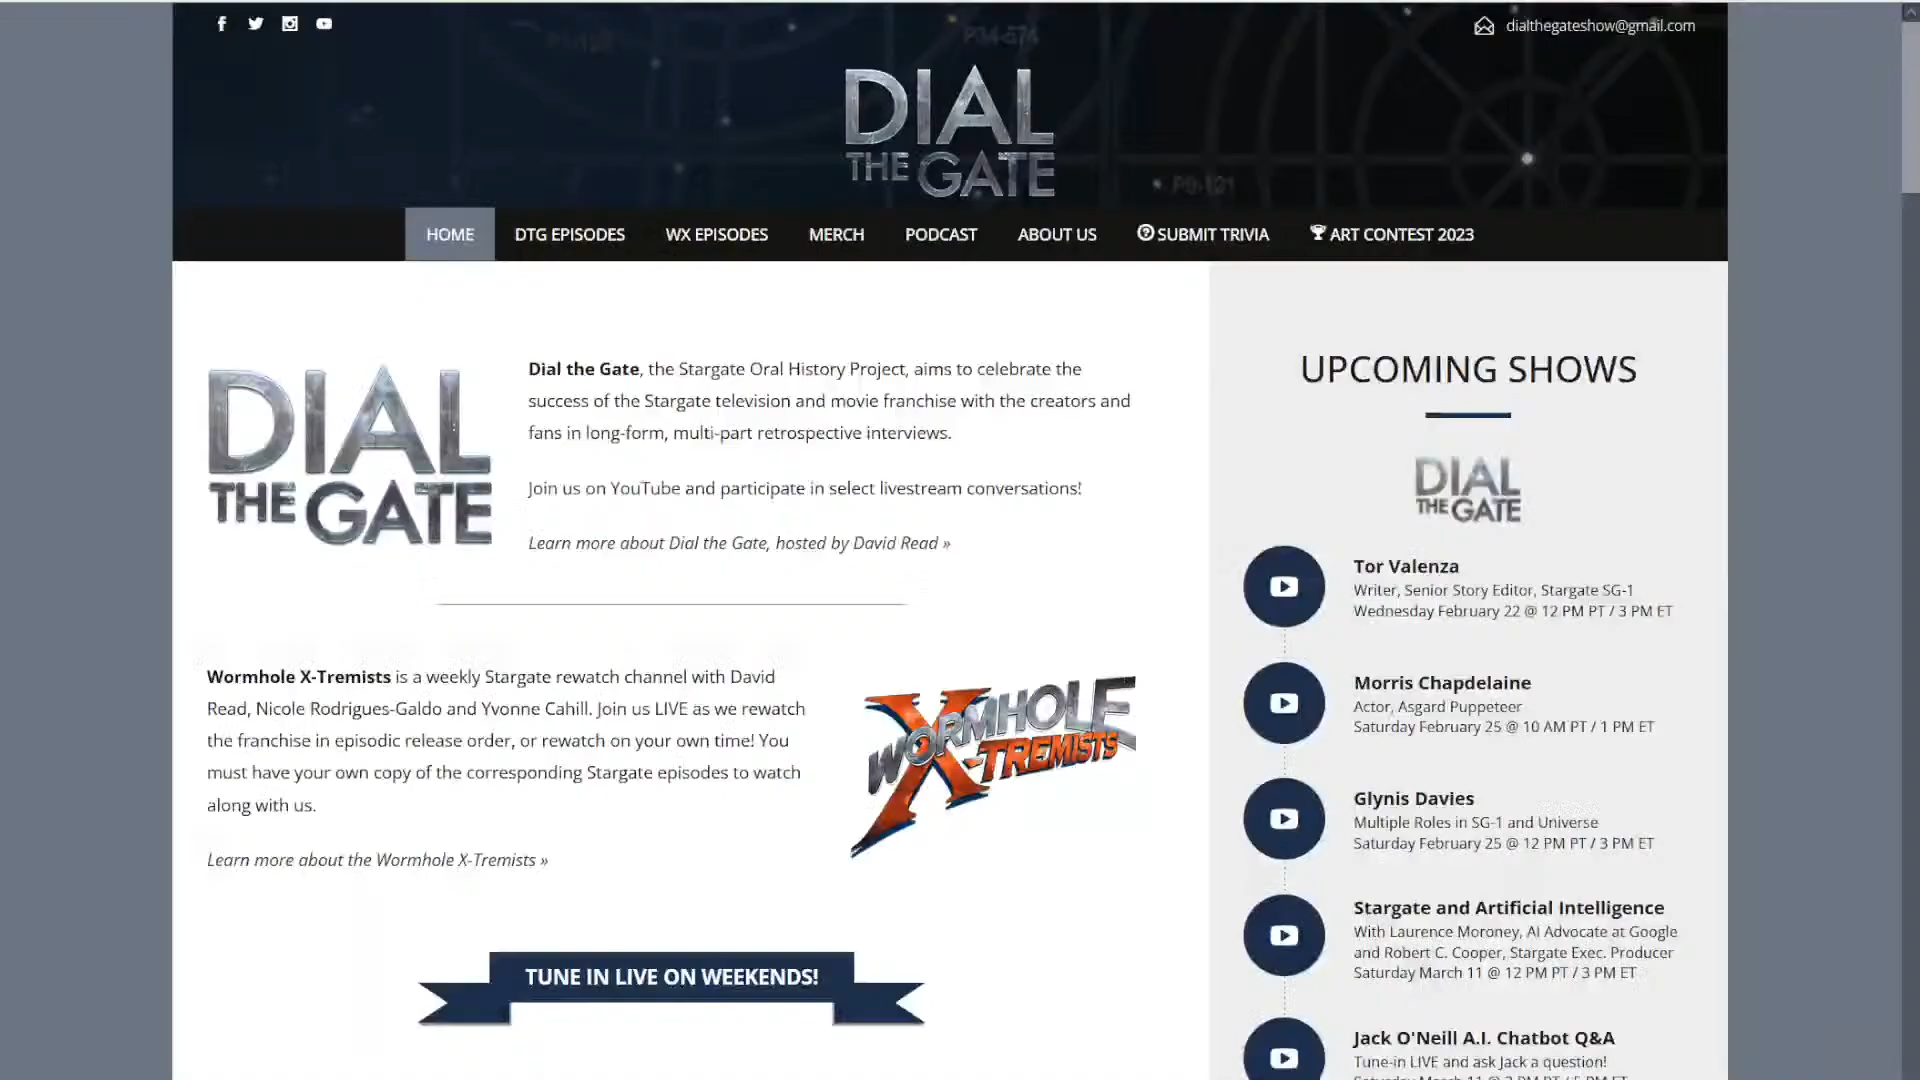 dialthegateshow@gmail.com
P34-574
DIAL
THE GATE
P9-121
HOME
DTG EPISODES
WX EPISODES
MERCH
PODCAST
ABOUT US
SUBMIT TRIVIA
ART CONTEST 2023
DIAL
THE GATE
Dial the Gate, the Stargate Oral History Project, aims to celebrate the
success of the Stargate television and movie franchise with the creators and
fans in long-form, multi-part retrospective interviews.
Join us on YouTube and participate in select livestream conversations!
Learn more about Dial the Gate, hosted by David Read »
Wormhole X-Tremists is a weekly Stargate rewatch channel with David
Read, Nicole Rodrigues-Galdo and Yvonne Cahill. Join us LIVE as we rewatch
the franchise in episodic release order, or rewatch on your own time! You
must have your own copy of the corresponding Stargate episodes to watch
along with us.
Learn more about the Wormhole X-Tremists »
WORMHOLE
X-TREMISTS
TUNE IN LIVE ON WEEKENDS!
UPCOMING SHOWS
DIAL
THE GATE
Tor Valenza
Writer, Senior Story Editor, Stargate SG-1
Wednesday February 22 @ 12 PM PT / 3 PM ET
Morris Chapdelaine
Actor, Asgard Puppeteer
Saturday February 25 @ 10 AM PT / 1 PM ET
Glynis Davies
Multiple Roles in SG-1 and Universe
Saturday February 25 @ 12 PM PT / 3 PM ET
Stargate and Artificial Intelligence
With Laurence Moroney, AI Advocate at Google
and Robert C. Cooper, Stargate Exec. Producer
Saturday March 11 @ 12 PM PT / 3 PM ET
Jack O'Neill A.I. Chatbot Q&A
Tune-in LIVE and ask Jack a question!